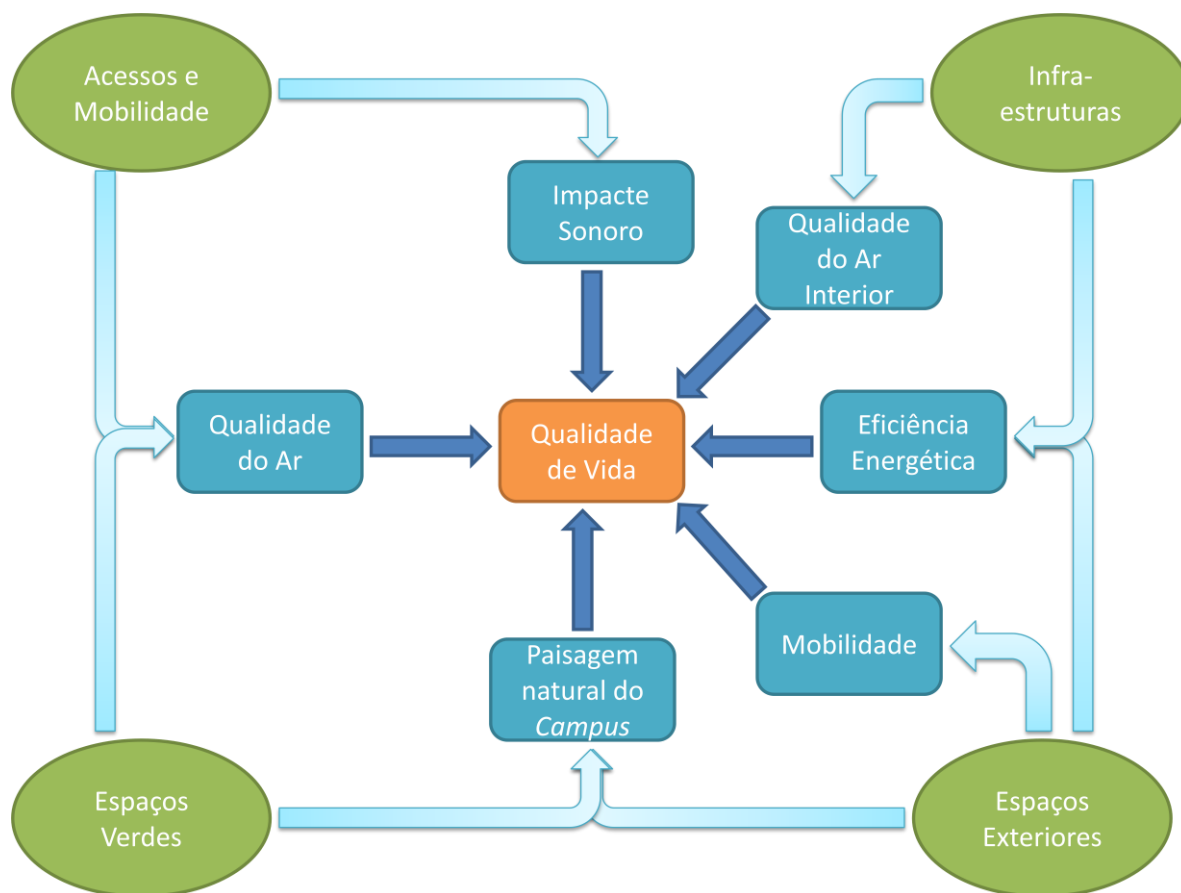 Acessos e
Mobilidade
Infra-
estruturas
Impacte
Sonoro
Qualidade
do Ar
Interior
Qualidade
do Ar
Qualidade
de Vida
Eficiência
Energética
Paisagem
natural do
Campus
Mobilidade
Espaços
Verdes
Espaços
Exteriores